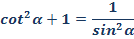 cot²α + 1 = 1/sin²α